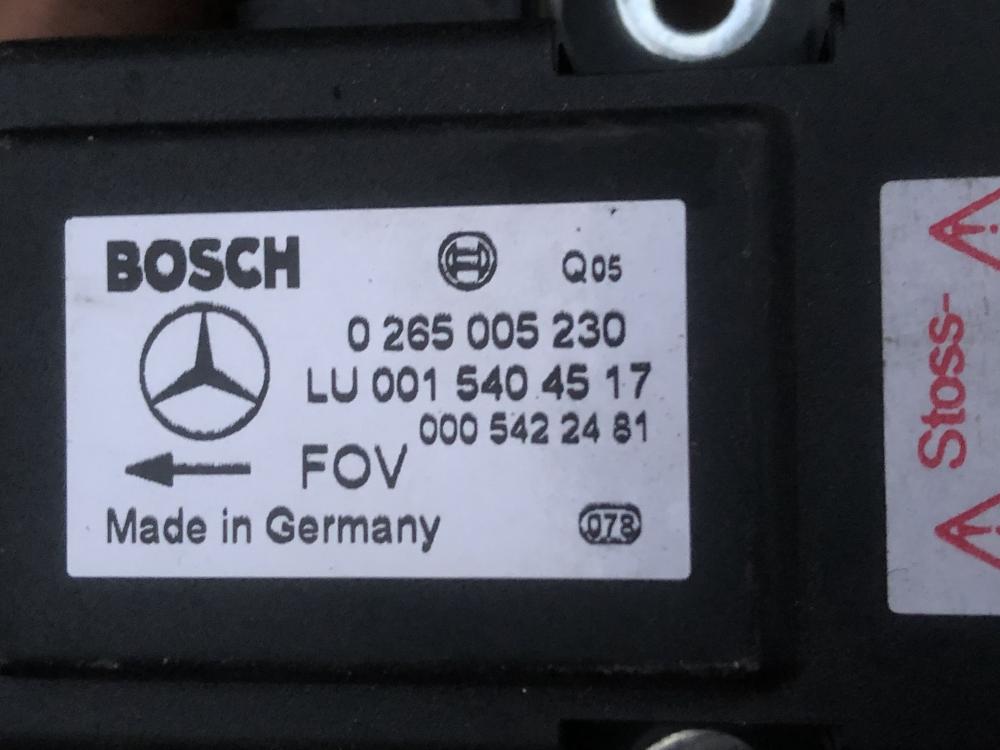 BOSCH
Q05
0 265 005 230
LU 001 540 45 17
000 542 24 81
FOV
Made in Germany
078
Stoss-